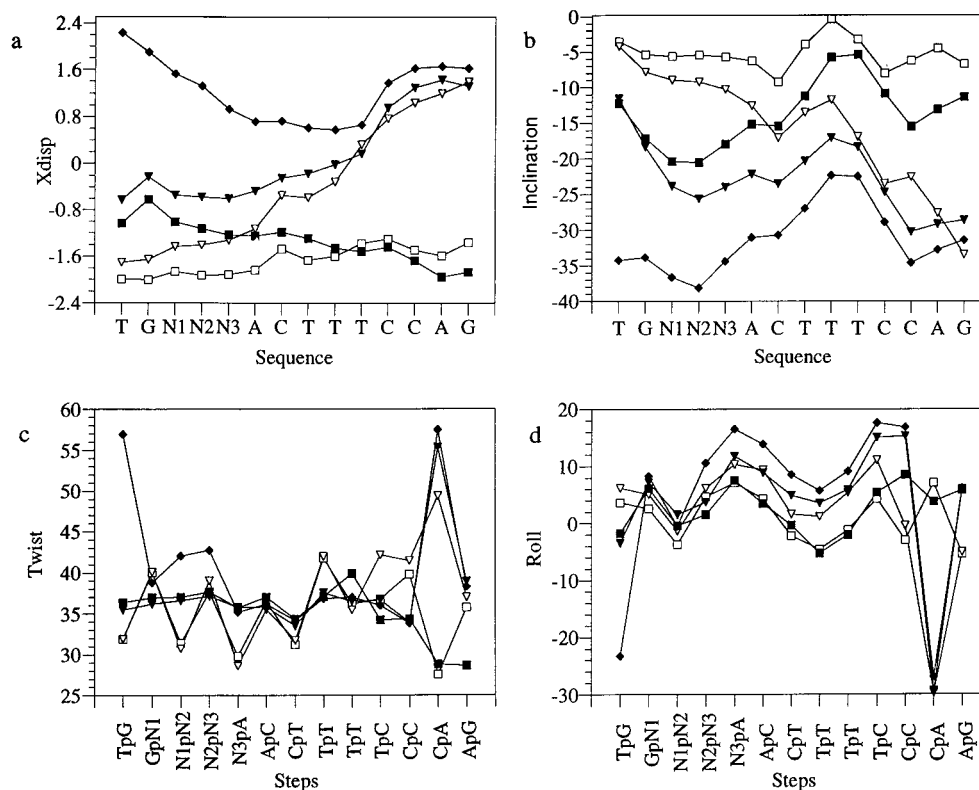 a
Xdisp
2.4
1.6
0.8
0
-0.8
-1.6
-2.4
T G N1 N2 N3 A C T T T C C A G
Sequence
b
Inclination
0
-5
-10
-15
-20
-25
-30
-35
-40
T G N1 N2 N3 A C T T T C C A G
Sequence
c
Twist
60
55
50
45
40
35
30
25
TpG GpN1 N1pN2 N2pN3 N3pA ApC CpT TpT TpT TpC CpC CpA ApG
Steps
d
Roll
20
10
0
-10
-20
-30
TpG GpN1 N1pN2 N2pN3 N3pA ApC CpT TpT TpT TpC CpC CpA ApG
Steps